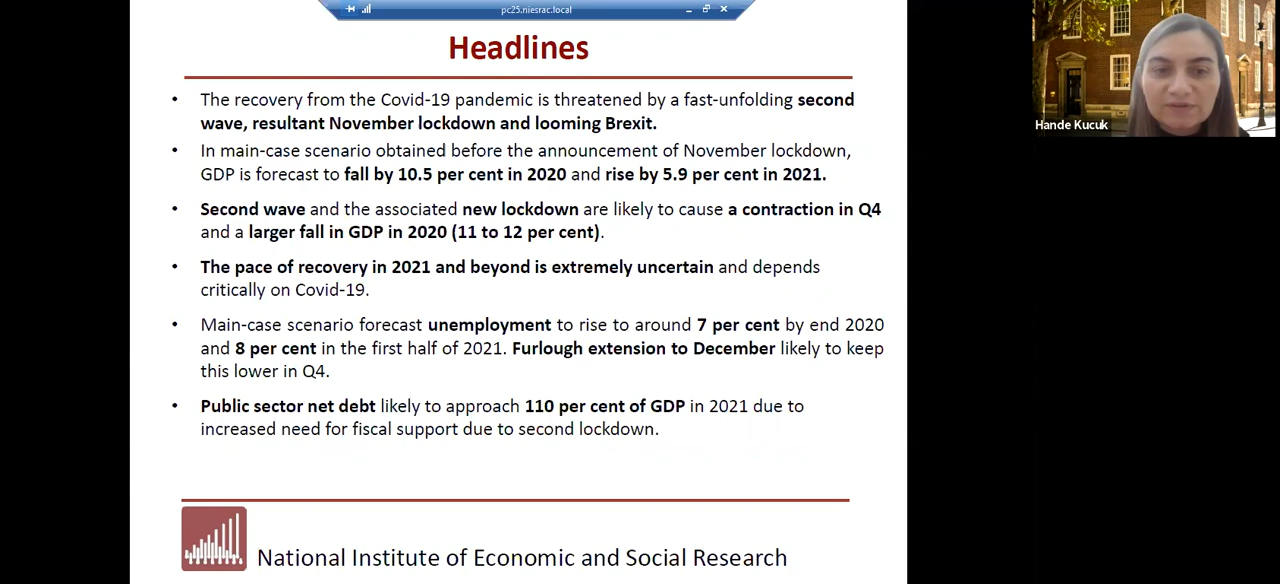 pc25.niesrac.local
Headlines
• The recovery from the Covid-19 pandemic is threatened by a fast-unfolding second
wave, resultant November lockdown and looming Brexit.
• In main-case scenario obtained before the announcement of November lockdown,
GDP is forecast to fall by 10.5 per cent in 2020 and rise by 5.9 per cent in 2021.
• Second wave and the associated new lockdown are likely to cause a contraction in Q4
and a larger fall in GDP in 2020 (11 to 12 per cent).
• The pace of recovery in 2021 and beyond is extremely uncertain and depends
critically on Covid-19.
• Main-case scenario forecast unemployment to rise to around 7 per cent by end 2020
and 8 per cent in the first half of 2021. Furlough extension to December likely to keep
this lower in Q4.
• Public sector net debt likely to approach 110 per cent of GDP in 2021 due to
increased need for fiscal support due to second lockdown.
National Institute of Economic and Social Research
Hande Kucuk